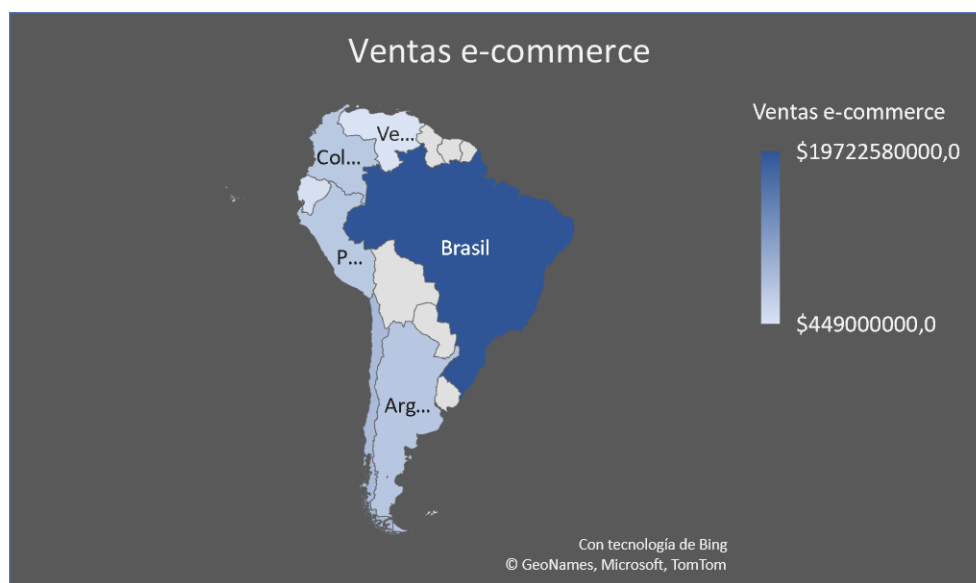 Ventas e-commerce
Ventas e-commerce
$19722580000,0
$449000000,0
Ve...
Col...
P...
Brasil
Arg...
Con tecnología de Bing
© GeoNames, Microsoft, TomTom